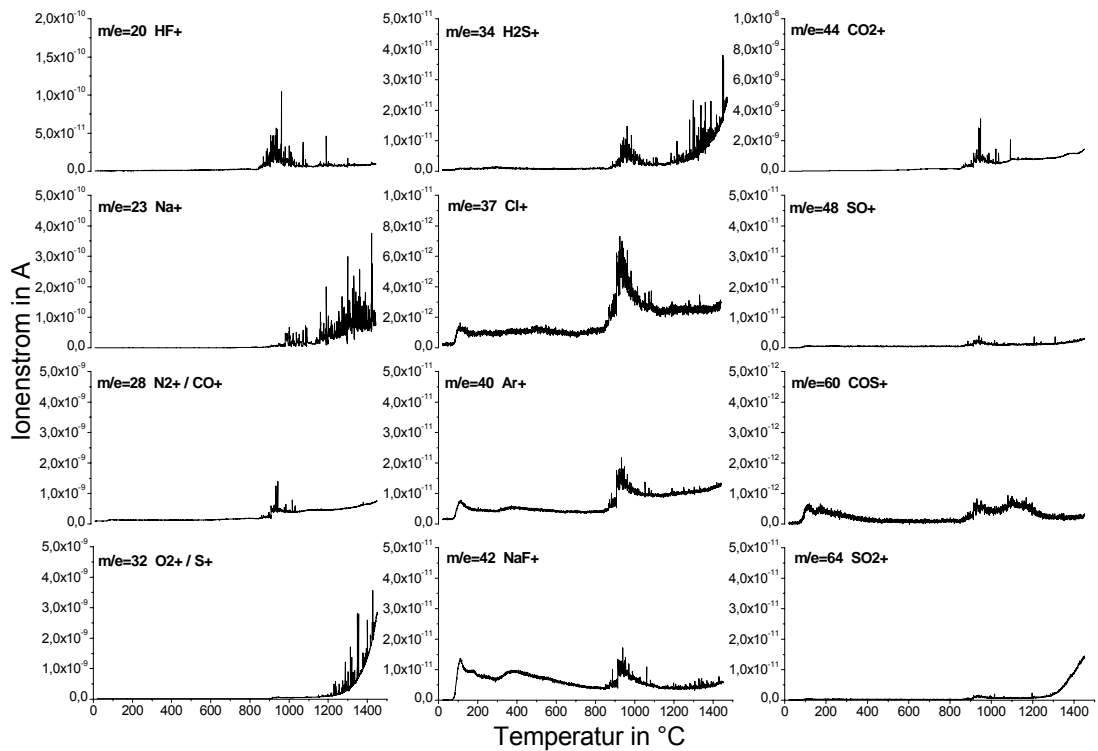 Ionenstrom in A
m/e=20 HF+
2,0x10-10
1,5x10-10
1,0x10-10
5,0x10-11
0,0
m/e=34 H2S+
5,0x10-11
4,0x10-11
3,0x10-11
2,0x10-11
1,0x10-11
0,0
m/e=44 CO2+
1,0x10-8
8,0x10-9
6,0x10-9
4,0x10-9
2,0x10-9
0,0
m/e=23 Na+
5,0x10-10
4,0x10-10
3,0x10-10
2,0x10-10
1,0x10-10
0,0
m/e=37 Cl+
1,0x10-11
8,0x10-12
6,0x10-12
4,0x10-12
2,0x10-12
0,0
m/e=48 SO+
5,0x10-11
4,0x10-11
3,0x10-11
2,0x10-11
1,0x10-11
0,0
m/e=28 N2+ / CO+
5,0x10-9
4,0x10-9
3,0x10-9
2,0x10-9
1,0x10-9
0,0
m/e=40 Ar+
5,0x10-11
4,0x10-11
3,0x10-11
2,0x10-11
1,0x10-11
0,0
m/e=60 COS+
5,0x10-12
4,0x10-12
3,0x10-12
2,0x10-12
1,0x10-12
0,0
m/e=32 O2+ / S+
5,0x10-9
4,0x10-9
3,0x10-9
2,0x10-9
1,0x10-9
0,0
0 200 400 600 800 1000 1200 1400
m/e=42 NaF+
5,0x10-11
4,0x10-11
3,0x10-11
2,0x10-11
1,0x10-11
0,0
0 200 400 600 800 1000 1200 1400
m/e=64 SO2+
5,0x10-11
4,0x10-11
3,0x10-11
2,0x10-11
1,0x10-11
0,0
0 200 400 600 800 1000 1200 1400
Temperatur in °C